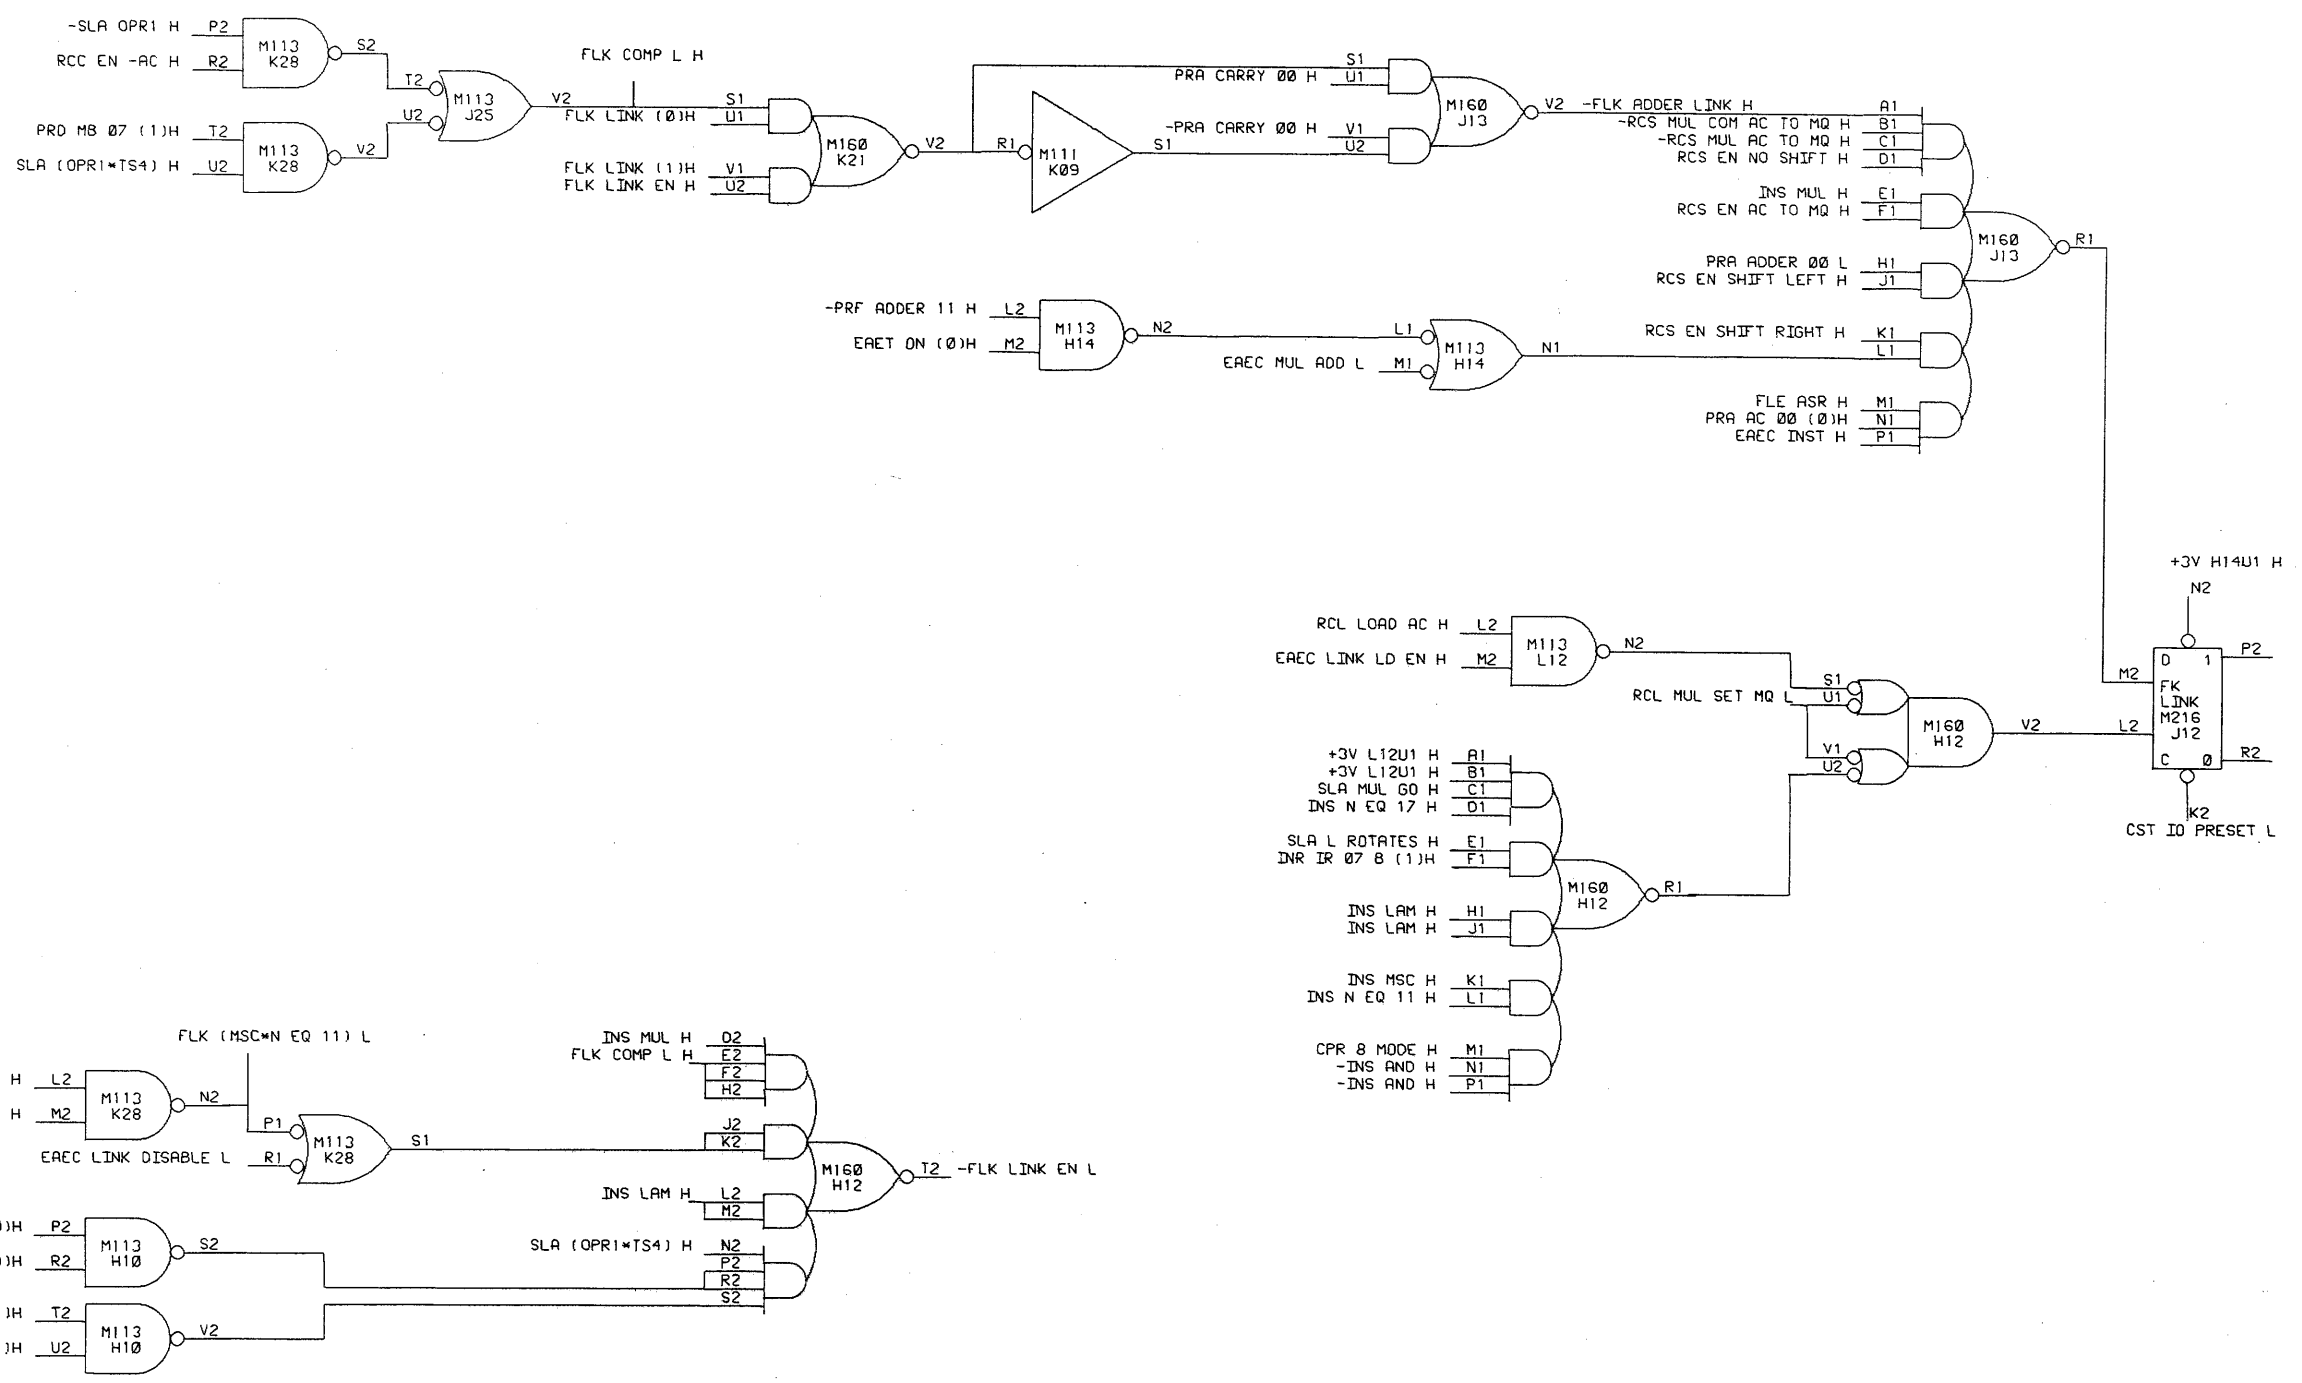 -SLA OPR1 H P2
RCC EN -AC H R2
M113
K28
S2
PRD MB 07 (1)H T2
SLA (OPR1*TS4) H U2
M113
K28
V2
T2
U2
M113
J25
V2
FLK COMP L H
S1
FLK LINK (0)H U1
FLK LINK (1)H V1
FLK LINK EN H U2
M160
K21
V2
R1
M111
K09
S1
S1
PRA CARRY 00 H U1
-PRA CARRY 00 H V1
U2
M160
J13
V2 -FLK ADDER LINK H A1
-RCS MUL COM AC TO MQ H B1
-RCS MUL AC TO MQ H C1
RCS EN NO SHIFT H D1
INS MUL H E1
RCS EN AC TO MQ H F1
M160
J13
R1
PRA ADDER 00 L H1
RCS EN SHIFT LEFT H J1
-PRF ADDER 11 H L2
EAET ON (0)H M2
M113
H14
N2
L1
EAEC MUL ADD L M1
M113
H14
N1
RCS EN SHIFT RIGHT H K1
L1
FLE ASR H M1
PRA AC 00 (0)H N1
EAEC INST H P1
+3V H14U1 H
N2
D 1
M2
FK
LINK
M216
J12
L2
C 0
P2
R2
K2
CST IO PRESET L
RCL LOAD AC H L2
EAEC LINK LD EN H M2
M113
L12
N2
S1
RCL MUL SET MQ L U1
V1
U2
M160
H12
V2
+3V L12U1 H A1
+3V L12U1 H B1
SLA MUL GO H C1
INS N EQ 17 H D1
SLA L ROTATES H E1
INR IR 07 B (1)H F1
M160
H12
R1
INS LAM H H1
INS LAM H J1
INS MSC H K1
INS N EQ 11 H L1
CPR 8 MODE H M1
-INS AND H N1
-INS AND H P1
FLK (MSC*N EQ 11) L
H L2
H M2
M113
K28
N2
P1
EAEC LINK DISABLE L R1
M113
K28
S1
INS MUL H D2
FLK COMP L H E2
F2
H2
J2
K2
INS LAM H L2
M2
M160
H12
T2 -FLK LINK EN L
SLA (OPR1*TS4) H N2
P2
R2
S2
)H P2
)H R2
M113
H10
S2
)H T2
)H U2
M113
H10
V2